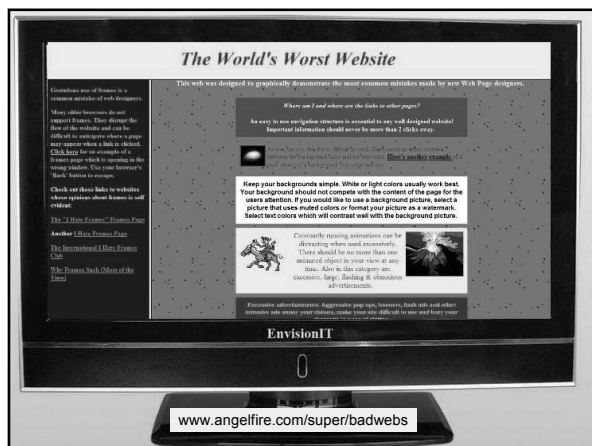 The World's Worst Website
This web was designed to graphically demonstrate the most common mistakes made by new Web Page designers.
Gratuitous use of frames is a
common mistake of web designers.
Many older browsers do not
support frames. They disrupt the
flow of the website and can be
difficult to anticipate where a page
may appear when a link is clicked.
Click here for an example of a
frames page which is opening in the
wrong window. Use your browser's
'Back' button to escape.
Check out these links to websites
whose opinions about frames is self
evident:
The "I Hate Frames" Frames Page
Another I Hate Frames Page
The International I Hate Frames
Club
Why Frames Suck (Most of the
Time)
Where am I and where are the links to other pages?
An easy to use navigation structure is essential to any well designed website!
Important information should never be more than 2 clicks away.
Here's another example of a
Keep your backgrounds simple. White or light colors usually work best.
Your background should not compete with the content of the page for the
users attention. If you would like to use a background picture, select a
picture that uses muted colors or format your picture as a watermark.
Select text colors which will contrast well with the background picture.
Constantly running animations can be
distracting when used excessively.
There should be no more than one
animated object in your view at any
time. Also in this category are
excessive, large, flashing & obnoxious
advertisements.
Excessive advertisements: Aggressive pop ups, banners, flash ads and other
intrusive ads annoy your visitors, make your site difficult to use and bury your
EnvisionIT
www.angelfire.com/super/badwebs